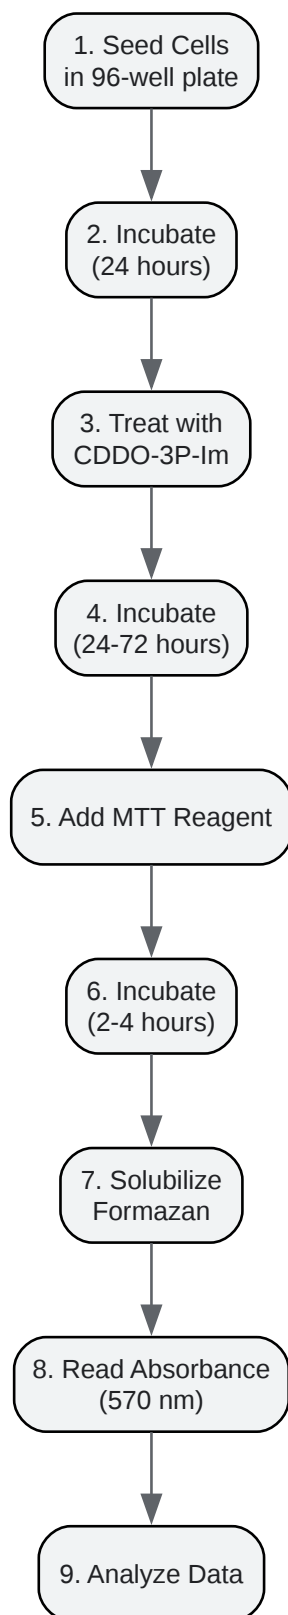 1. Seed Cells
in 96-well plate
2. Incubate
(24 hours)
3. Treat with
CDDO-3P-Im
4. Incubate
(24-72 hours)
5. Add MTT Reagent
6. Incubate
(2-4 hours)
7. Solubilize
Formazan
8. Read Absorbance
(570 nm)
9. Analyze Data